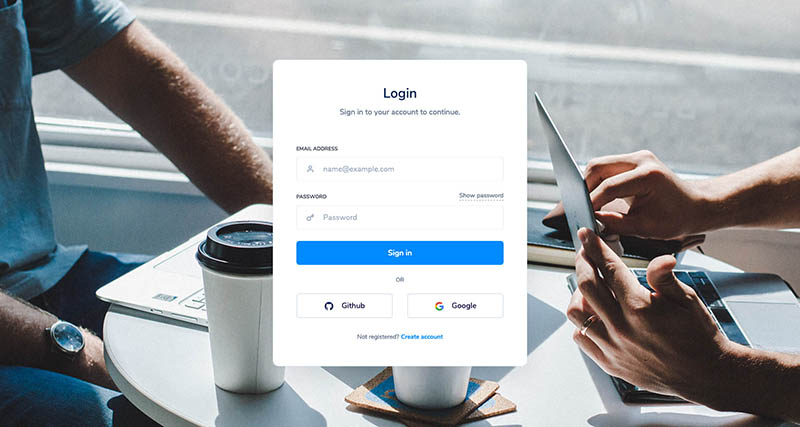 Login
Sign in to your account to continue.
EMAIL ADDRESS
name@example.com
PASSWORD Show password
Password
Sign in
OR
Github Google
Not registered? Create account